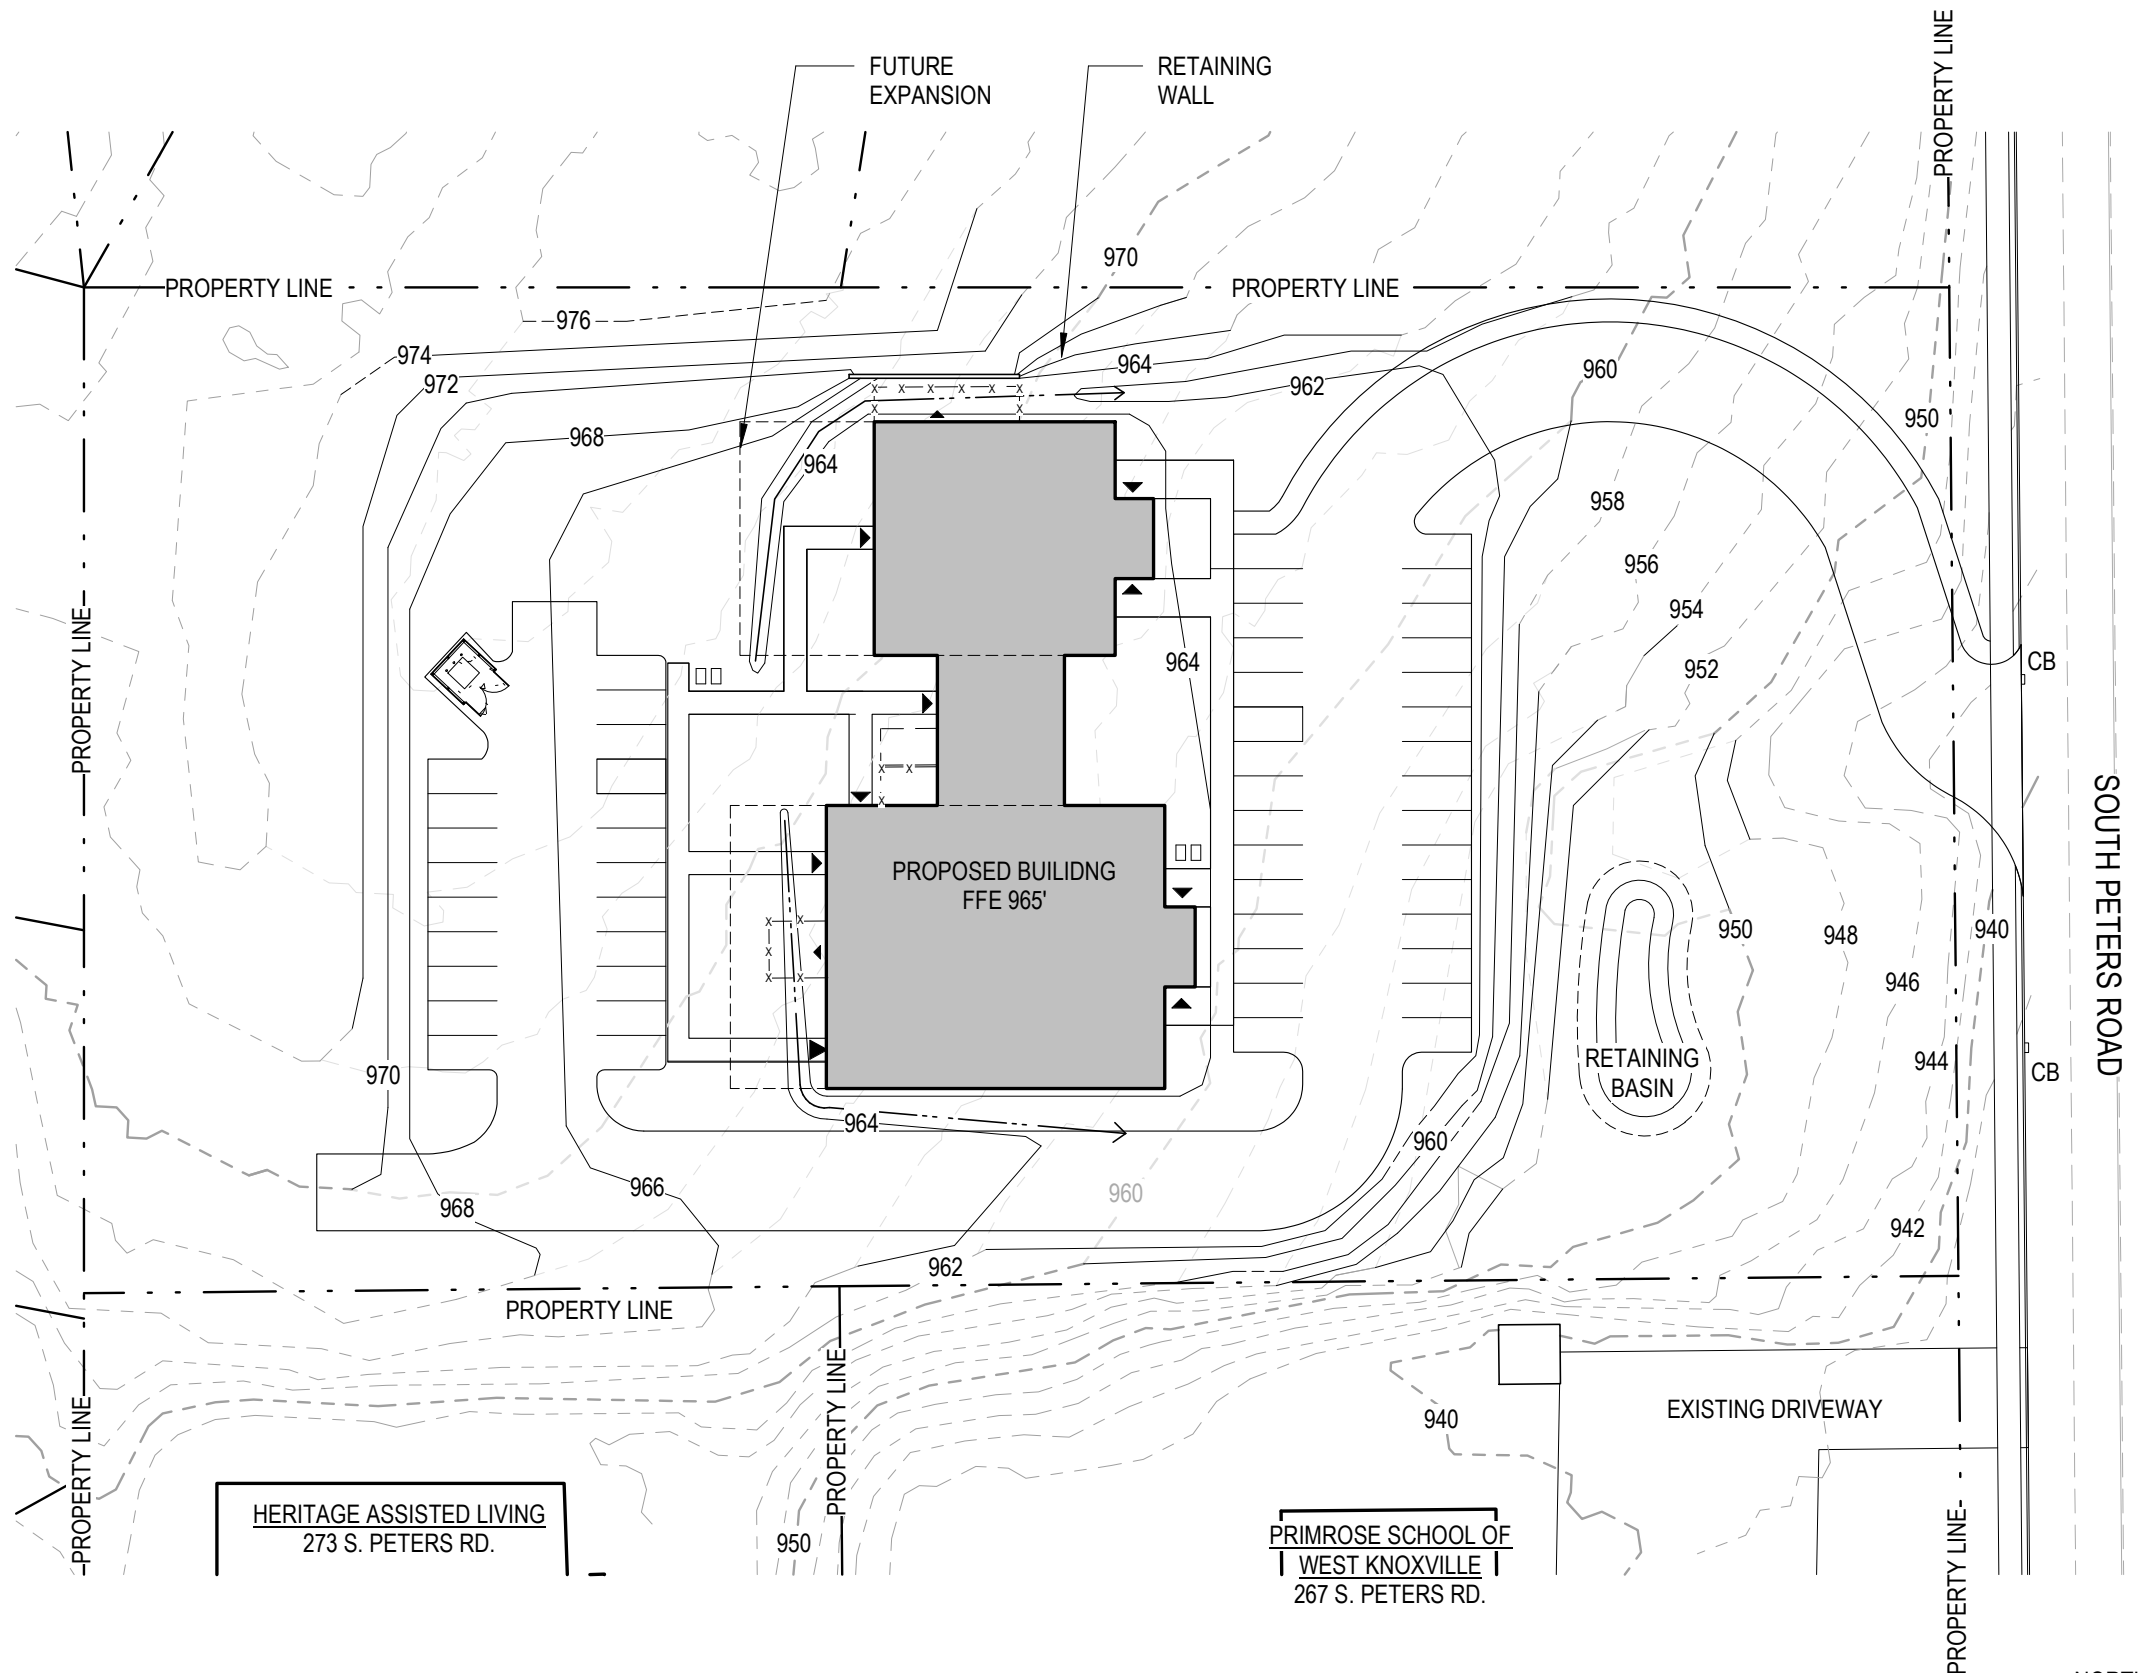 PROPERTY LINE
FUTURE
EXPANSION
RETAINING
WALL
970
PROPERTY LINE
PROPERTY LINE
976
974
972
964
962
960
950
968
964
958
956
954
952
PROPERTY LINE
964
CB
PROPOSED BUILIDNG
FFE 965'
950
948
940
946
SOUTH PETERS ROAD
RETAINING
BASIN
944
CB
970
964
960
968
966
960
942
962
PROPERTY LINE
PROPERTY LINE
PROPERTY LINE
940
EXISTING DRIVEWAY
HERITAGE ASSISTED LIVING
273 S. PETERS RD.
950
PRIMROSE SCHOOL OF
WEST KNOXVILLE
267 S. PETERS RD.
PROPERTY LINE